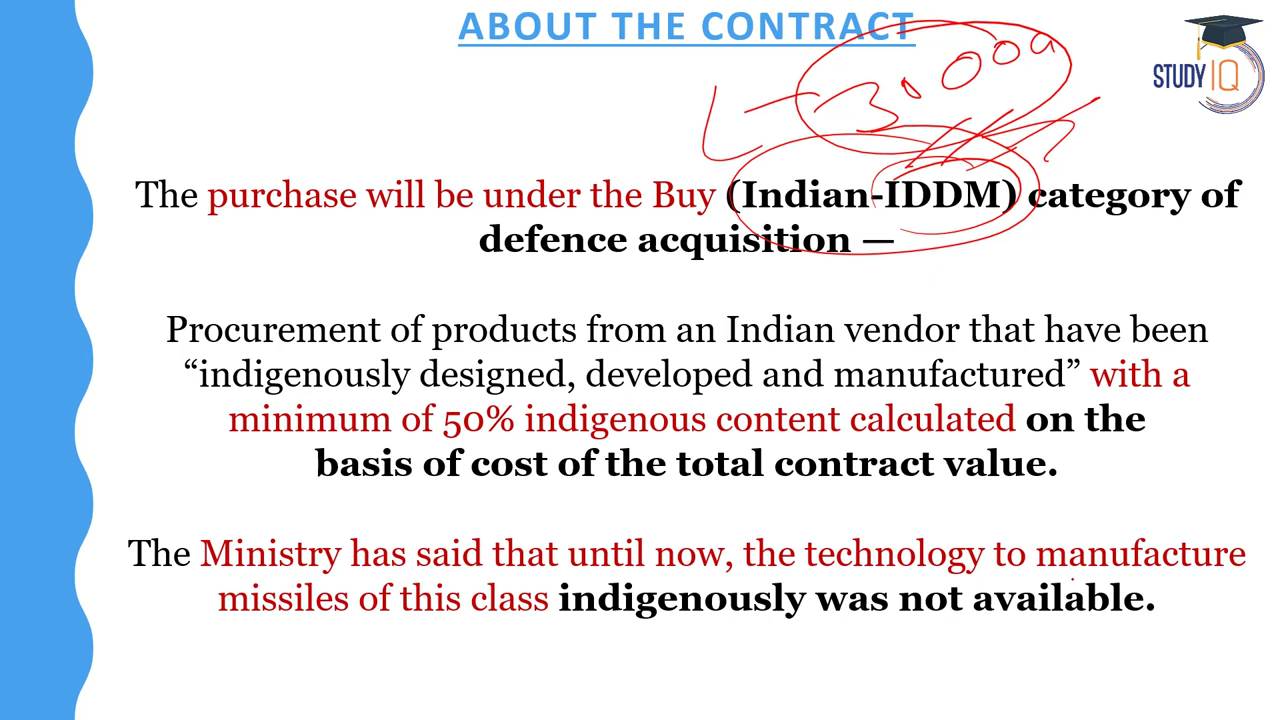 ABOUT THE CONTRACT
STUDY IQ
3,000
The purchase will be under the Buy (Indian-IDDM) category of
defence acquisition —
Procurement of products from an Indian vendor that have been
“indigenously designed, developed and manufactured” with a
minimum of 50% indigenous content calculated on the
basis of cost of the total contract value.
The Ministry has said that until now, the technology to manufacture
missiles of this class indigenously was not available.